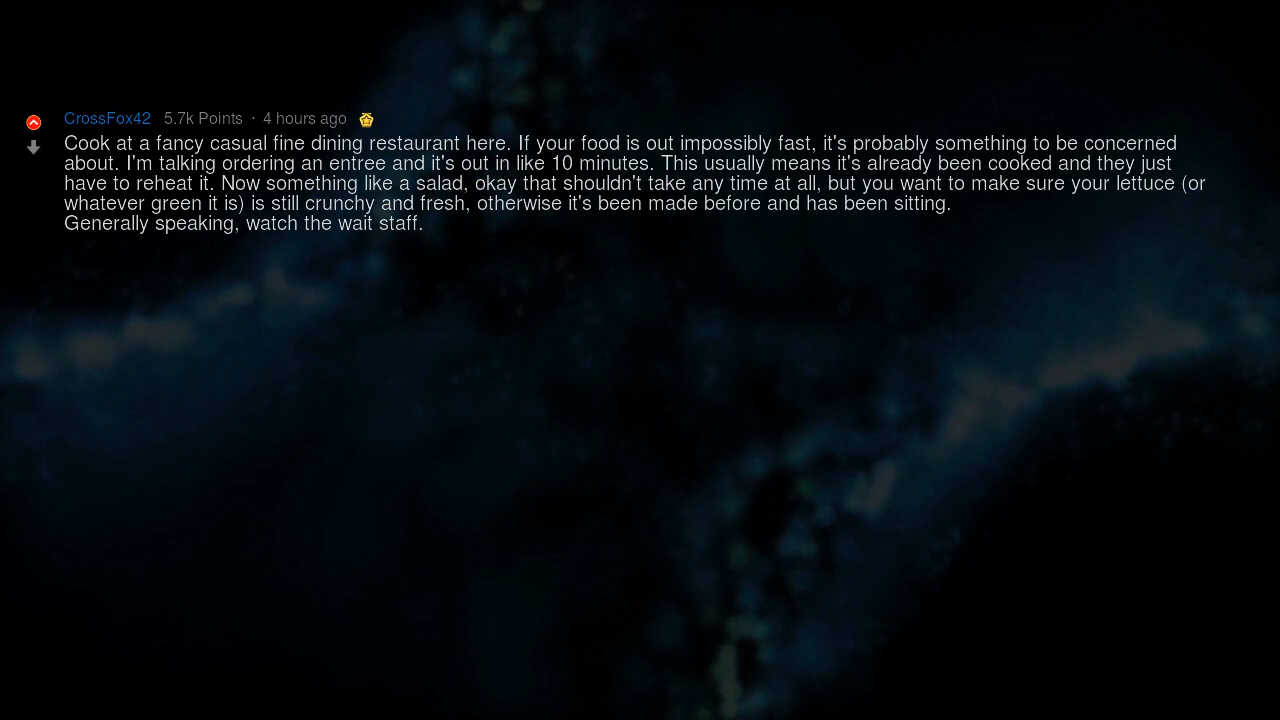 CrossFox42 5.7k Points · 4 hours ago
Cook at a fancy casual fine dining restaurant here. If your food is out impossibly fast, it's probably something to be concerned
about. I'm talking ordering an entree and it's out in like 10 minutes. This usually means it's already been cooked and they just
have to reheat it. Now something like a salad, okay that shouldn't take any time at all, but you want to make sure your lettuce (or
whatever green it is) is still crunchy and fresh, otherwise it's been made before and has been sitting.
Generally speaking, watch the wait staff.